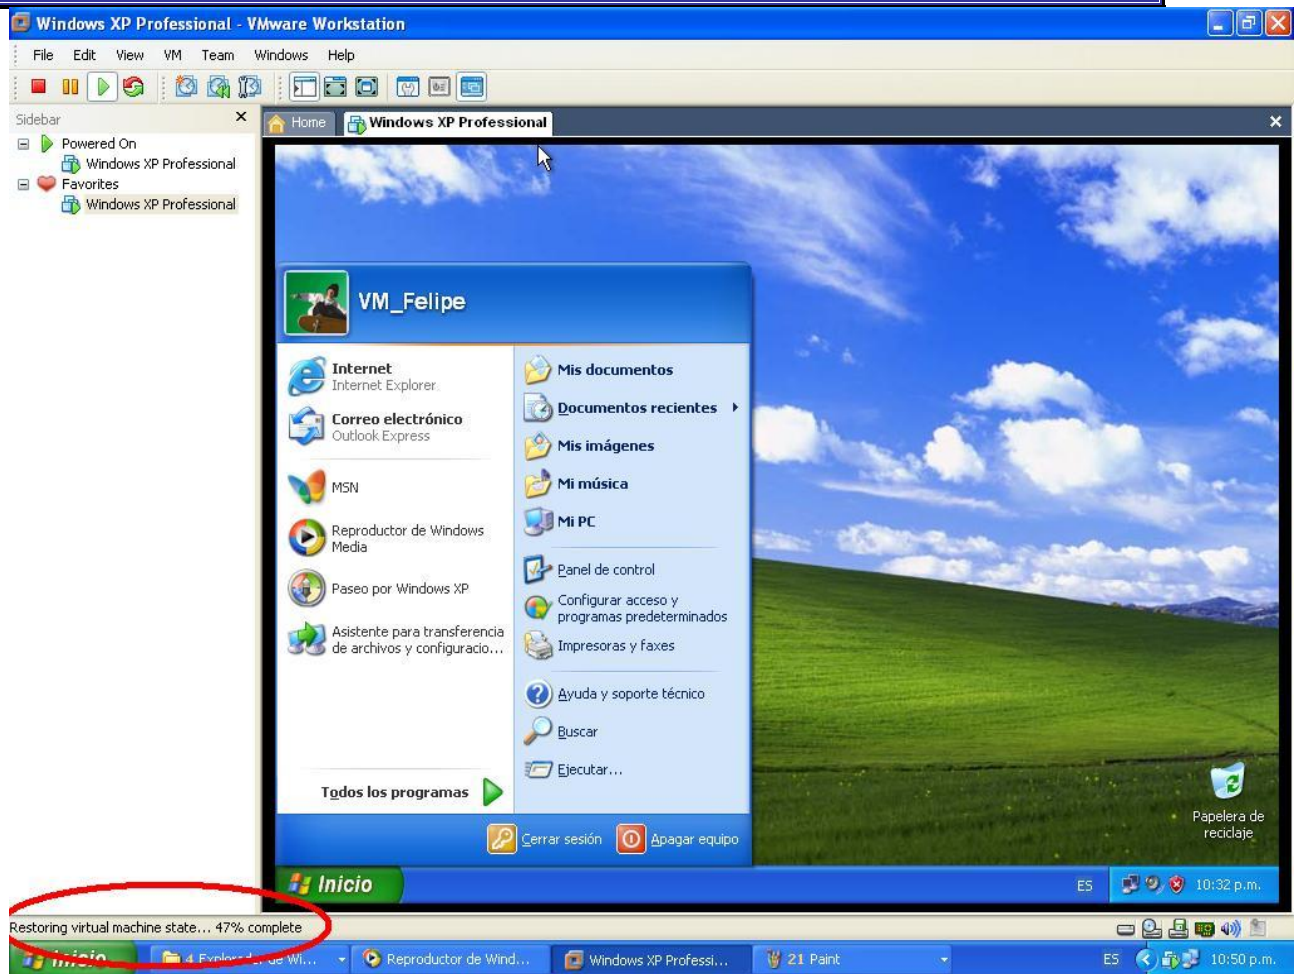 Windows XP Professional - VMware Workstation
File Edit View VM Team Windows Help
Sidebar
Home Windows XP Professional
Powered On
Windows XP Professional
Favorites
Windows XP Professional
VM_Felipe
Internet
Internet Explorer
Correo electrónico
Outlook Express
MSN
Reproductor de Windows
Media
Paseo por Windows XP
Asistente para transferencia
de archivos y configuracio...
Todos los programas
Mis documentos
Documentos recientes
Mis imágenes
Mi música
Mi PC
Panel de control
Configurar acceso y
programas predeterminados
Impresoras y faxes
Ayuda y soporte técnico
Buscar
Ejecutar...
Cerrar sesión Apagar equipo
Papelera de
reciclaje
Inicio ES 10:32 p.m.
Restoring virtual machine state... 47% complete
Inicio 4 Explorador de Wi... Reproductor de Wind... Windows XP Professi... 21 Paint ES 10:50 p.m.